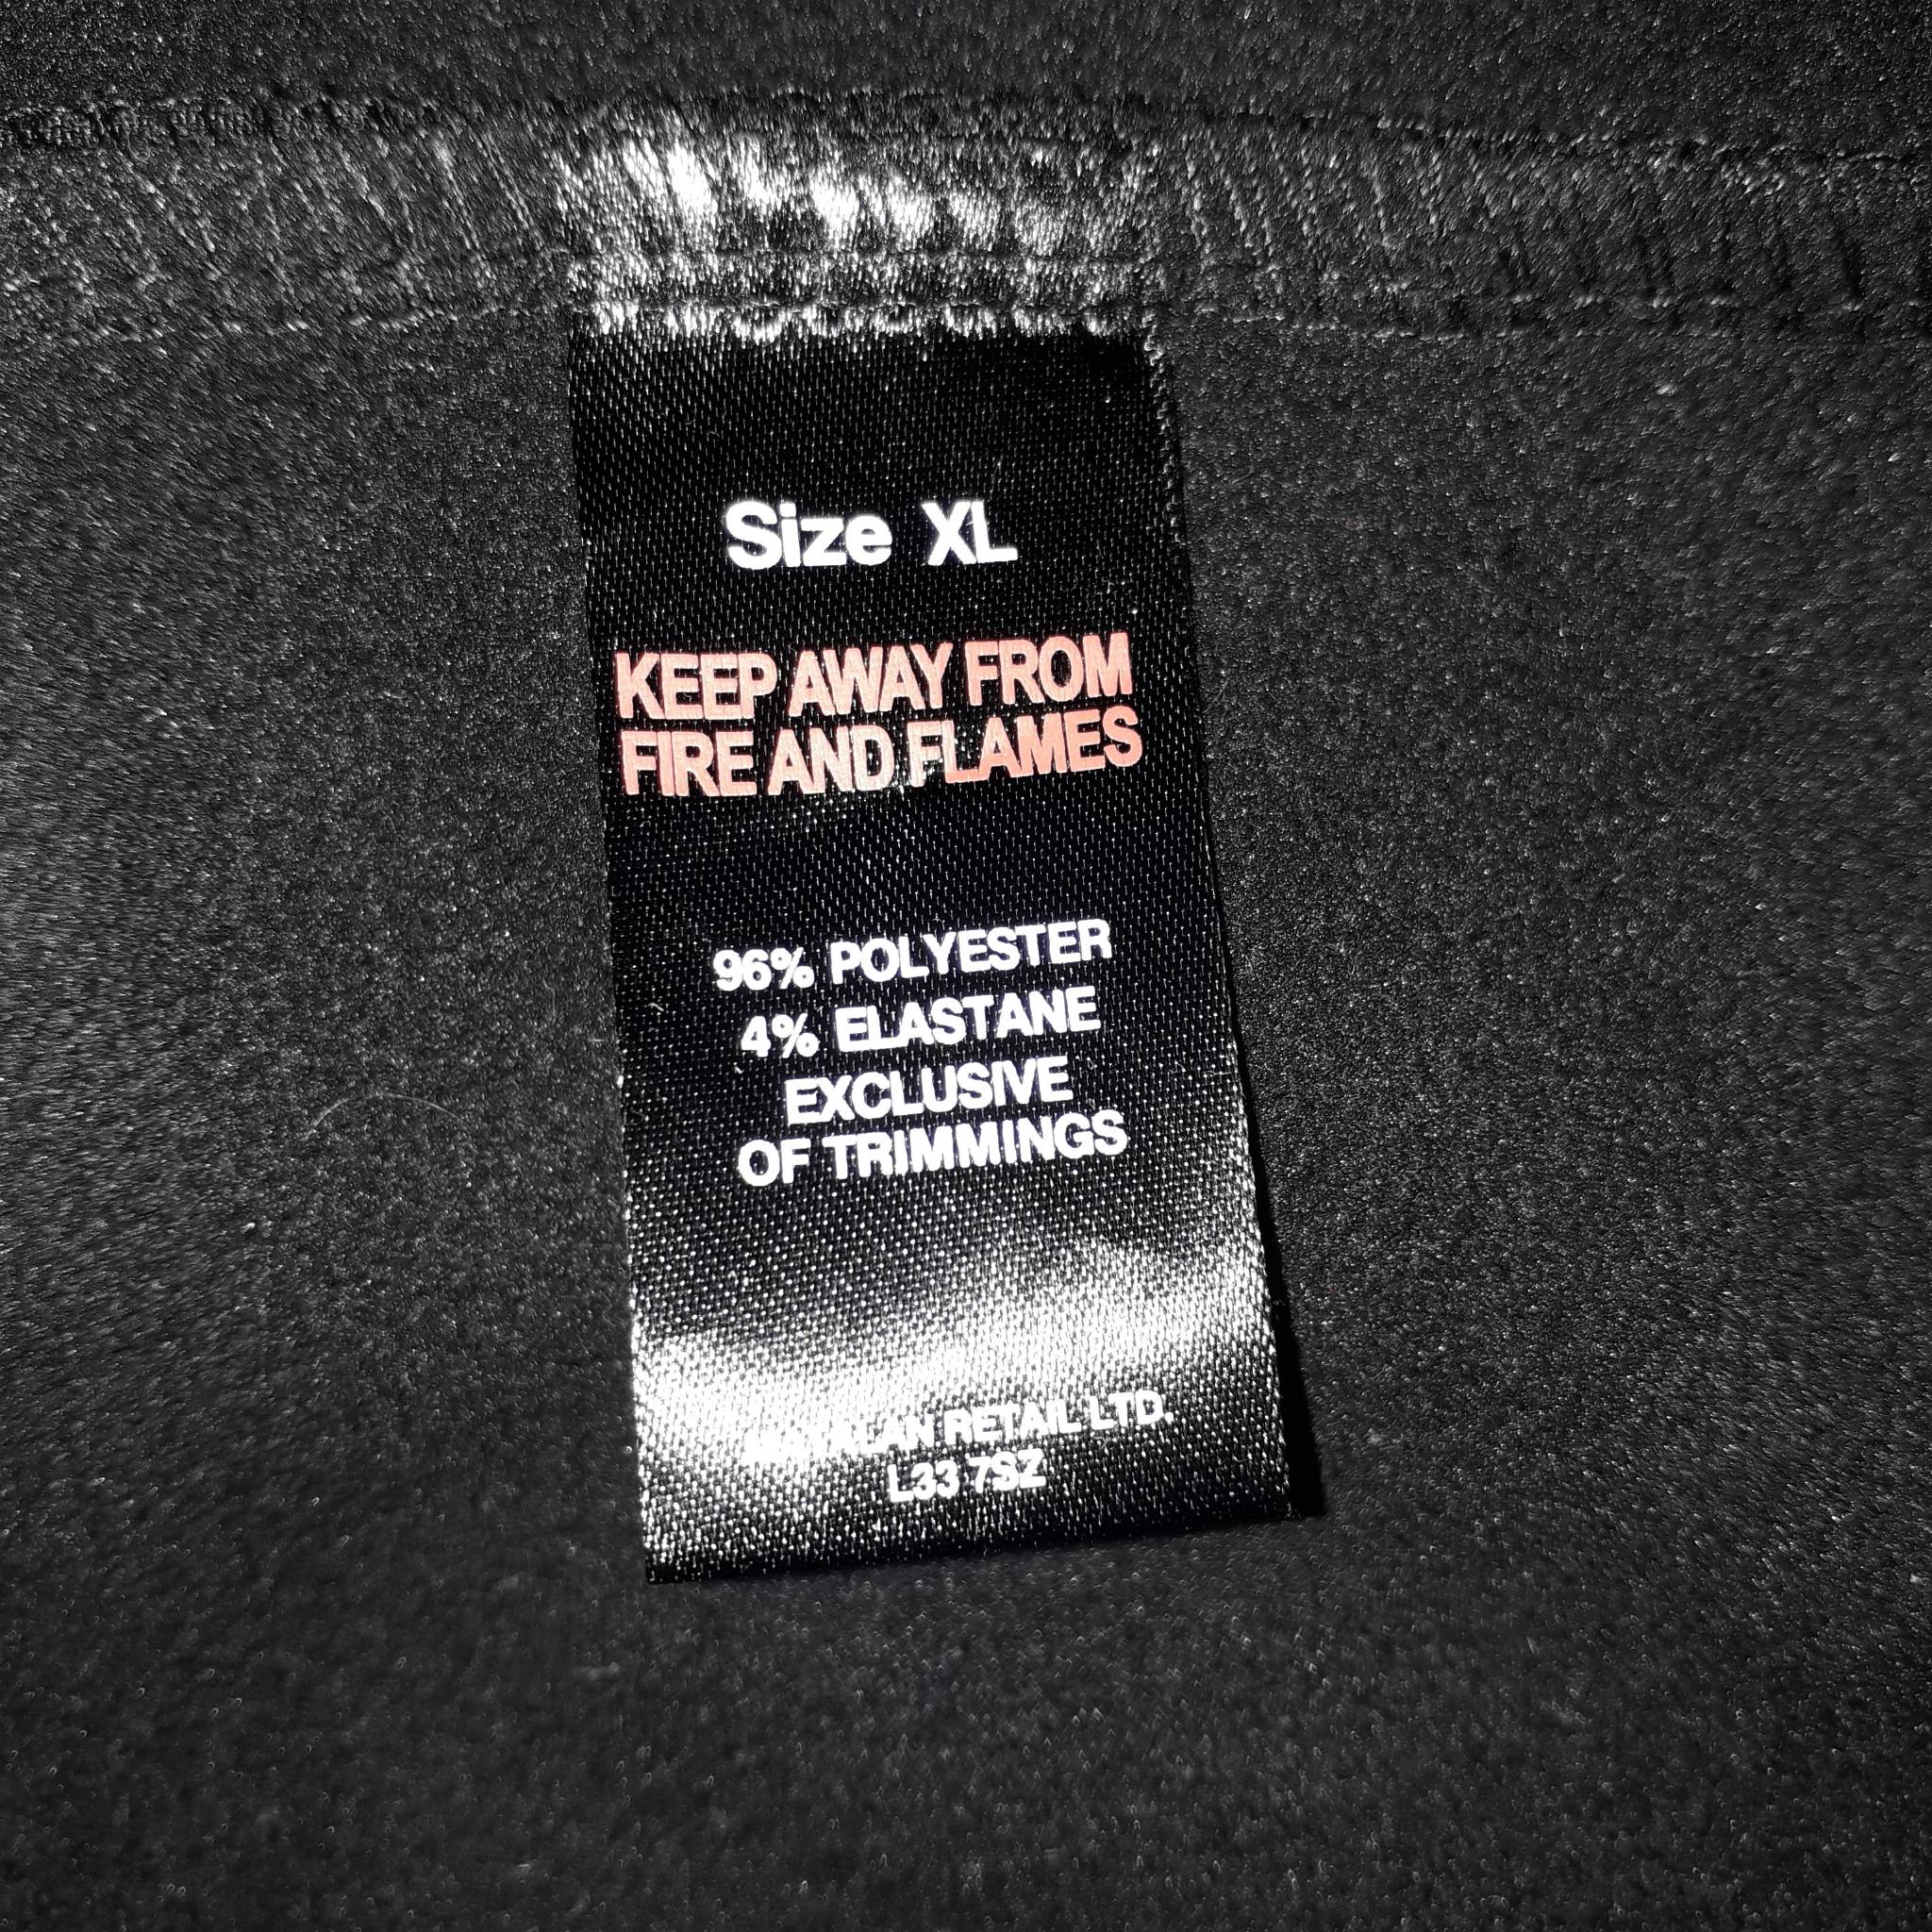 Size XL
KEEP AWAY FROM
FIRE AND FLAMES
96% POLYESTER
4% ELASTANE
EXCLUSIVE
OF TRIMMINGS
MATALAN RETAIL LTD.
L33 7SZ